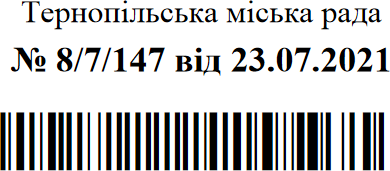 Тернопільська міська рада
№ 8/7/147 від 23.07.2021